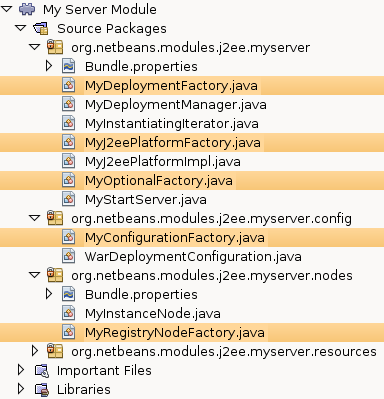 My Server Module
Source Packages
org.netbeans.modules.j2ee.myserver
Bundle.properties
MyDeploymentFactory.java
MyDeploymentManager.java
MyInstantiatingIterator.java
MyJ2eePlatformFactory.java
MyJ2eePlatformImpl.java
MyOptionalFactory.java
MyStartServer.java
org.netbeans.modules.j2ee.myserver.config
MyConfigurationFactory.java
WarDeploymentConfiguration.java
org.netbeans.modules.j2ee.myserver.nodes
Bundle.properties
MyInstanceNode.java
MyRegistryNodeFactory.java
org.netbeans.modules.j2ee.myserver.resources
Important Files
Libraries